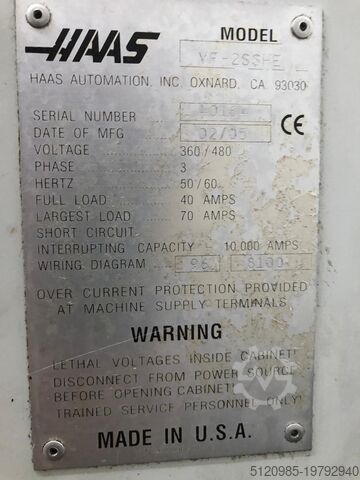 HAAS
MODEL
VF-2SSHE
HAAS AUTOMATION, INC. OXNARD, CA. 93030
SERIAL NUMBER
DATE OF MFG 02/05
CE
VOLTAGE 360/480
PHASE 3
HERTZ 50/60
FULL LOAD 40 AMPS
LARGEST LOAD 70 AMPS
SHORT CIRCUIT
INTERRUPTING CAPACITY 10,000 AMPS
WIRING DIAGRAM 96 8100
OVER CURRENT PROTECTION PROVIDED
AT MACHINE SUPPLY TERMINALS
WARNING
LETHAL VOLTAGES INSIDE CABINET!
DISCONNECT FROM POWER SOURCE
BEFORE OPENING CABINET!
TRAINED SERVICE PERSONNEL ONLY!
MADE IN U.S.A.
5120985-19792940